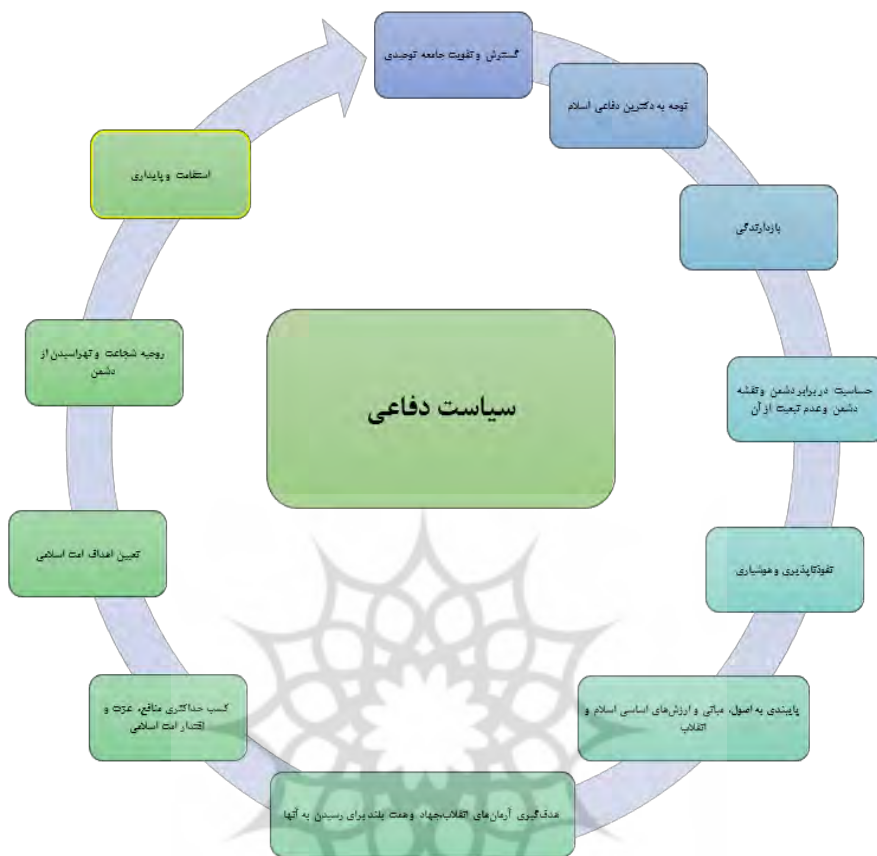 گسترش و تقویت جامعه توحیدی
توجه به دکترین دفاعی اسلام
بازدارندگی
حساسیت در برابر دشمن و نقشه
دشمن و عدم تبعیت از آن
نفوذناپذیری و هوشیاری
پایبندی به اصول، مبانی و ارزش‌های اساسی اسلام و
انقلاب
هدف‌گیری آرمان‌های انقلاب،جهاد و همت بلند برای رسیدن به آنها
کسب حداکثری منافع، عزت و
اقتدار امت اسلامی
تعیین اهداف امت اسلامی
روحیه شجاعت و نهراسیدن از
دشمن
استقامت و پایداری
سیاست دفاعی